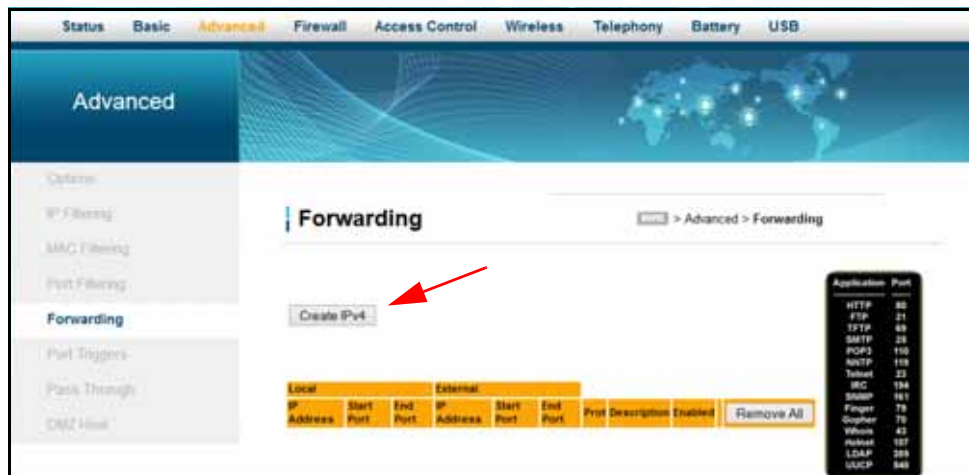 Status Basic Advanced Firewall Access Control Wireless Telephony Battery USB
Advanced
Options
IP Filtering
MAC Filtering
Port Filtering
Forwarding
Port Triggers
Pass Through
DMZ Host
Forwarding
> Advanced > Forwarding
Create IPv4
Local External
IP Address Start Port End Port IP Address Start Port End Port Prot Description Enabled Remove All
Application Port
HTTP 80
FTP 21
TFTP 69
SMTP 25
POP3 110
NNTP 119
Telnet 23
IRC 194
SNMP 161
Finger 79
Gopher 70
Whois 43
rtelnet 107
LDAP 389
UUCP 540